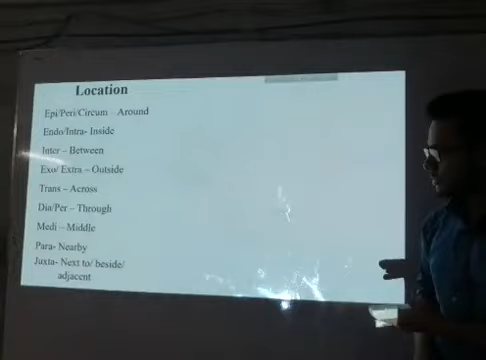 Location
Epi/Peri/Circum – Around
Endo/Intra- Inside
Inter – Between
Exo/ Extra – Outside
Trans – Across
Dia/Per – Through
Medi – Middle
Para- Nearby
Juxta- Next to/ beside/
adjacent